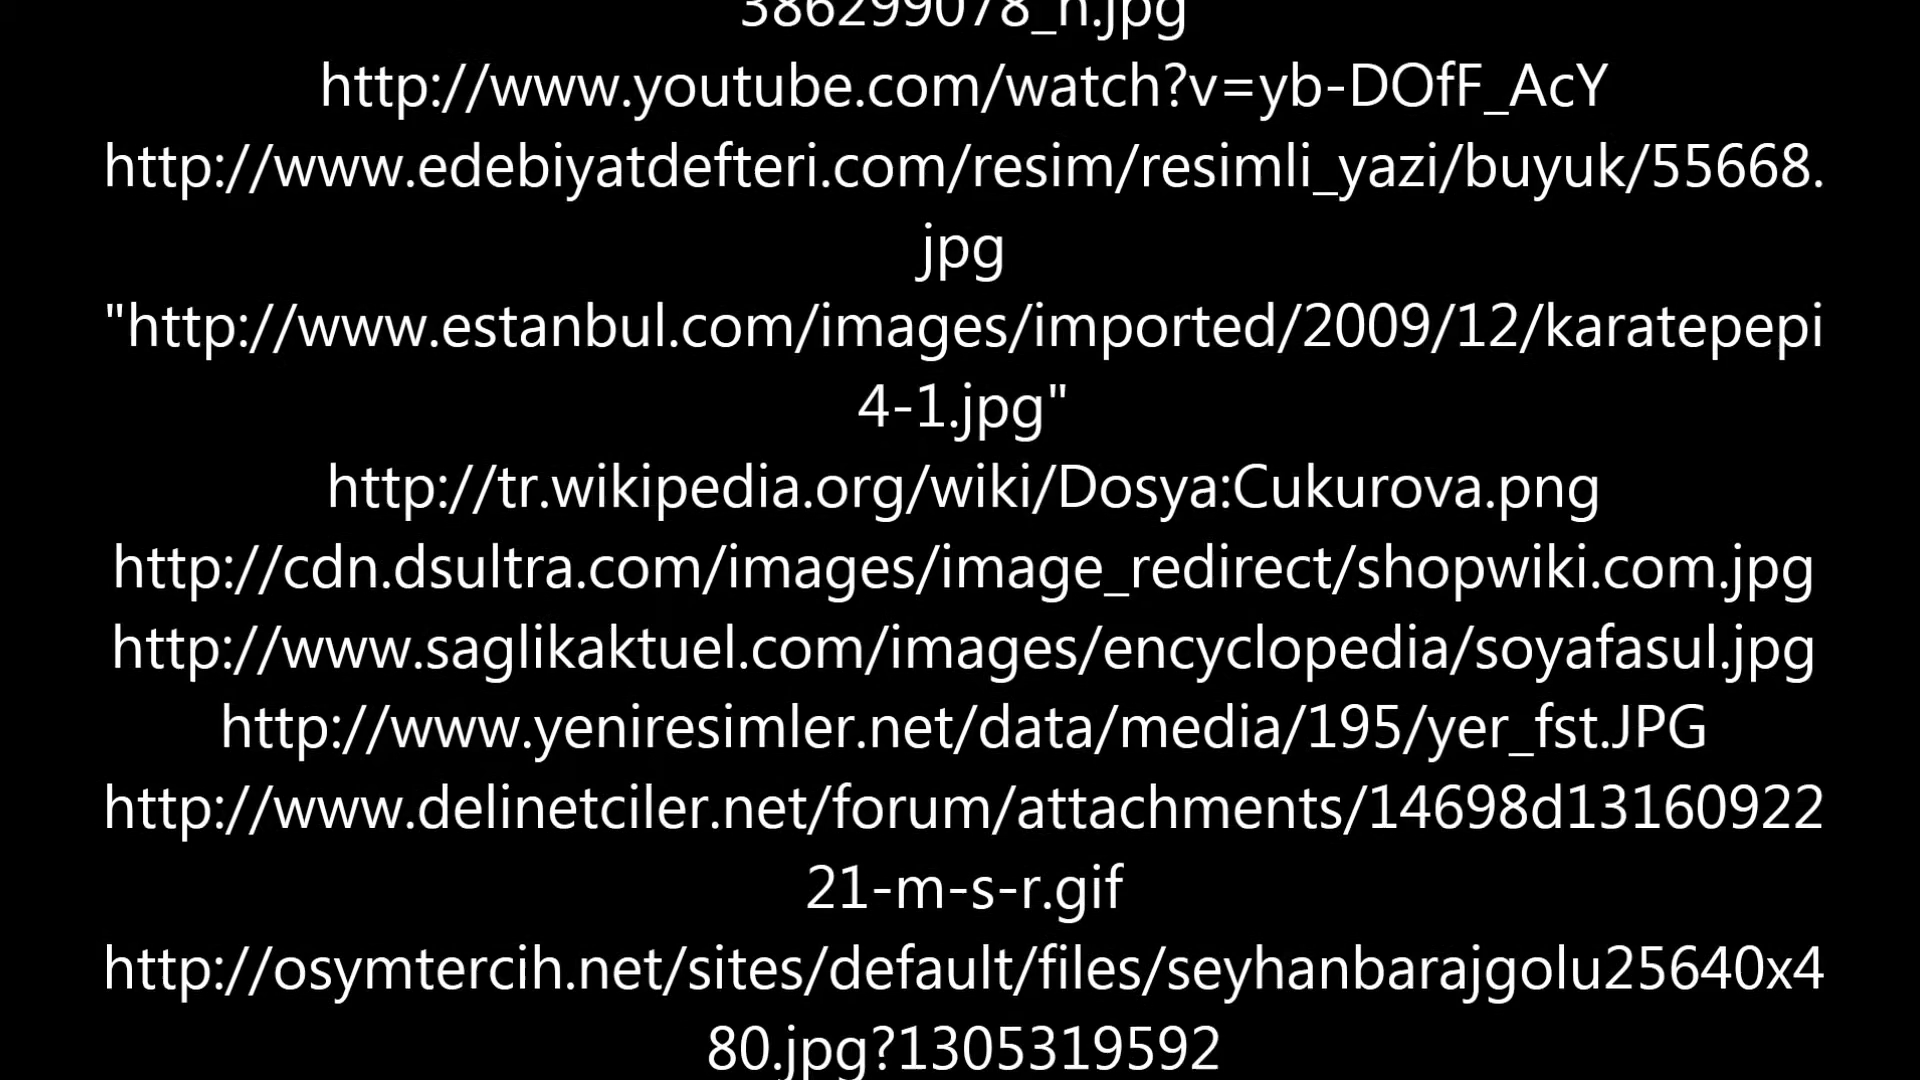 386299078_n.jpg
http://www.youtube.com/watch?v=yb-DOfF_AcY
http://www.edebiyatdefteri.com/resim/resimli_yazi/buyuk/55668.
jpg
"http://www.estanbul.com/images/imported/2009/12/karatepepi
4-1.jpg"
http://tr.wikipedia.org/wiki/Dosya:Cukurova.png
http://cdn.dsultra.com/images/image_redirect/shopwiki.com.jpg
http://www.saglikaktuel.com/images/encyclopedia/soyafasul.jpg
http://www.yeniresimler.net/data/media/195/yer_fst.JPG
http://www.delinetciler.net/forum/attachments/14698d13160922
21-m-s-r.gif
http://osymtercih.net/sites/default/files/seyhanbarajgolu25640x4
80.jpg?1305319592